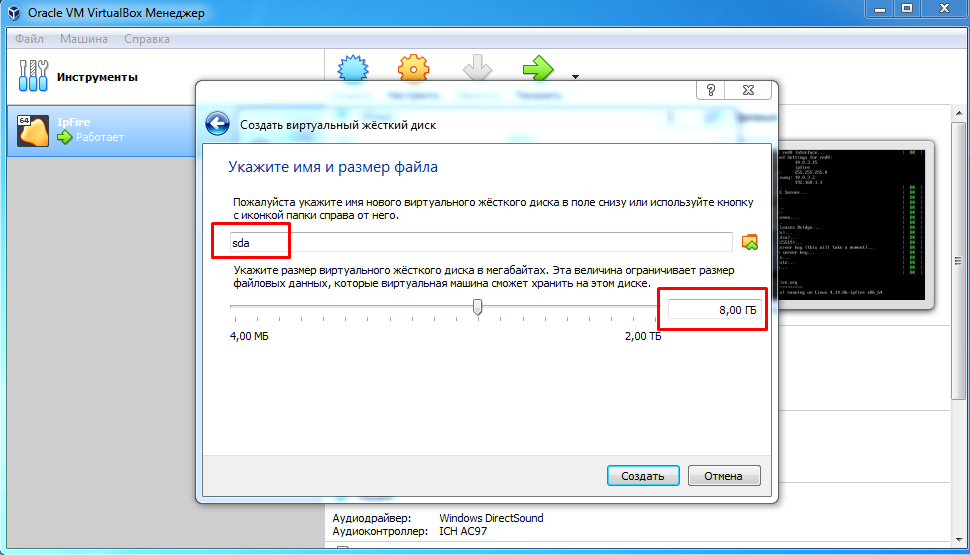 Oracle VM VirtualBox Менеджер
Файл Машина Справка
Инструменты
64
IpFire
Работает
?
Создать виртуальный жёсткий диск
Укажите имя и размер файла
Пожалуйста укажите имя нового виртуального жёсткого диска в поле снизу или используйте кнопку
с иконкой папки справа от него.
sda
Укажите размер виртуального жёсткого диска в мегабайтах. Эта величина ограничивает размер
файловых данных, которые виртуальная машина сможет хранить на этом диске.
8,00 ГБ
4,00 МБ 2,00 ТБ
Создать Отмена
Аудиодрайвер: Windows DirectSound
Аудиоконтроллер: ICH AC97